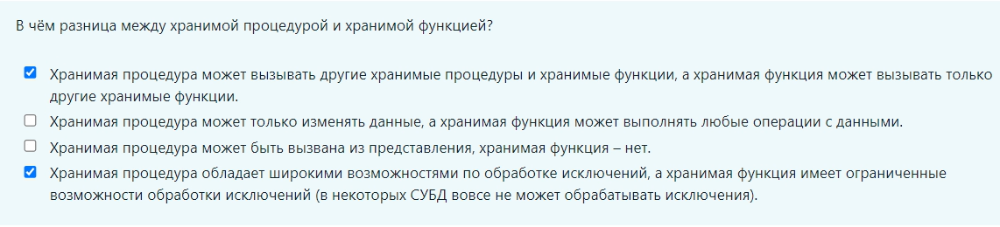 В чём разница между хранимой процедурой и хранимой функцией?
Хранимая процедура может вызывать другие хранимые процедуры и хранимые функции, а хранимая функция может вызывать только
другие хранимые функции.
Хранимая процедура может только изменять данные, а хранимая функция может выполнять любые операции с данными.
Хранимая процедура может быть вызвана из представления, хранимая функция – нет.
Хранимая процедура обладает широкими возможностями по обработке исключений, а хранимая функция имеет ограниченные
возможности обработки исключений (в некоторых СУБД вовсе не может обрабатывать исключения).